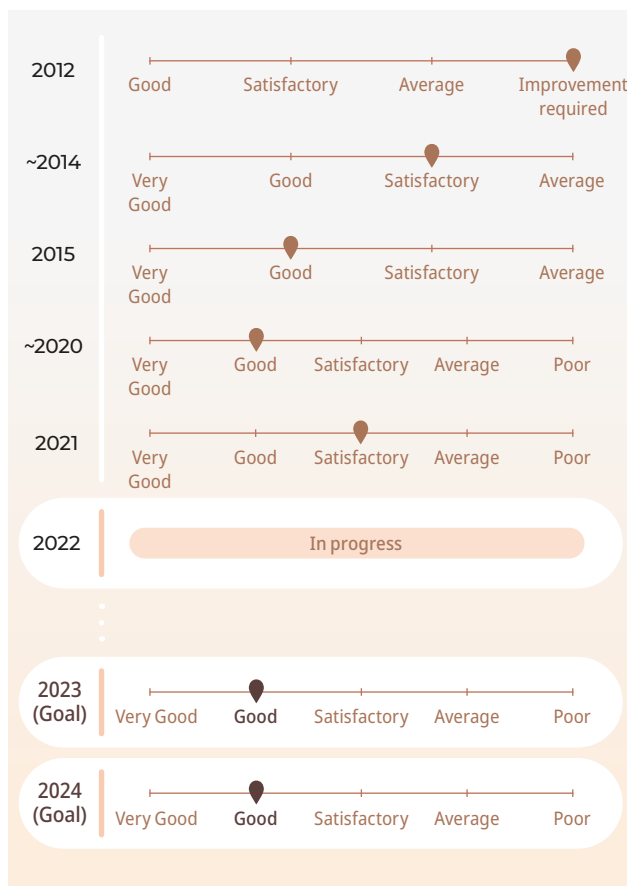 2012
Good Satisfactory Average Improvement
required
~2014
Very Good Satisfactory Average
Good
2015
Very Good Satisfactory Average
Good
~2020
Very Good Satisfactory Average Poor
Good
2021
Very Good Satisfactory Average Poor
Good
2022 In progress
2023
(Goal)
Very Good Good Satisfactory Average Poor
2024
(Goal)
Very Good Good Satisfactory Average Poor